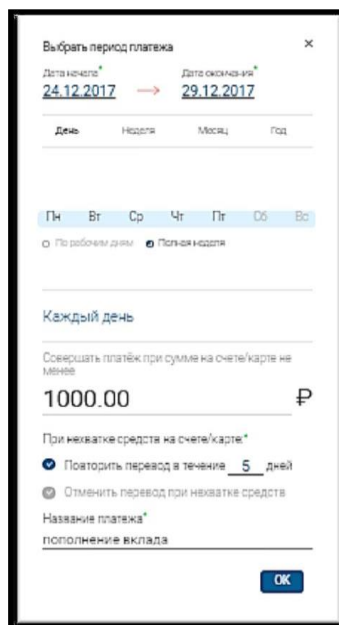 Выбрать период платежа ×
Дата начала* Дата окончания*
24.12.2017 → 29.12.2017
День Неделя Месяц Год
Пн Вт Ср Чт Пт Сб Вс
По рабочим дням Полная неделя
Каждый день
Совершать платёж при сумме на счете/карте не
менее
1000.00 ₽
При нехватке средств на счете/карте:*
Повторить перевод в течение 5 дней
Отменить перевод при нехватке средств
Название платежа*
пополнение вклада
ОК